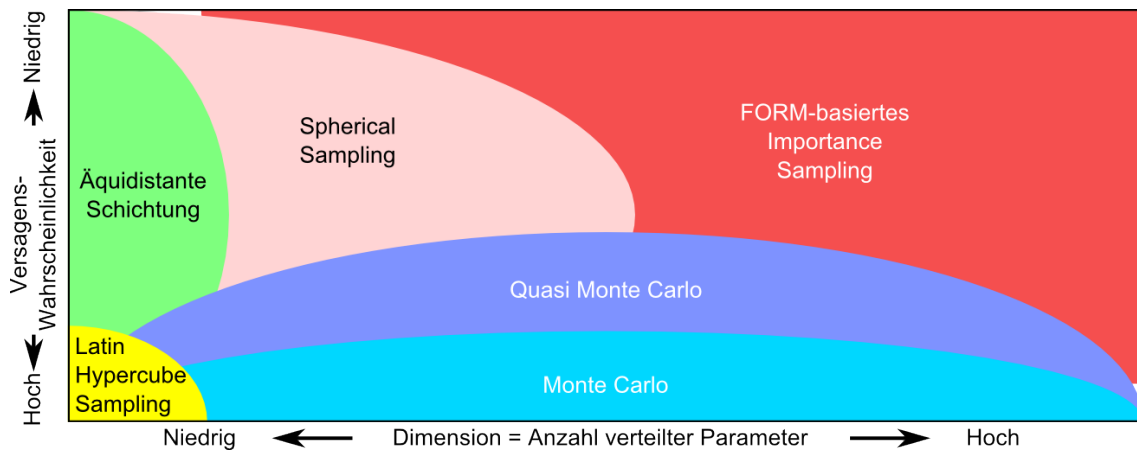 Niedrig
Versagens-
Wahrscheinlichkeit
Hoch
Äquidistante
Schichtung
Spherical
Sampling
FORM-basiertes
Importance
Sampling
Quasi Monte Carlo
Latin
Hypercube
Sampling
Monte Carlo
Niedrig
Dimension = Anzahl verteilter Parameter
Hoch